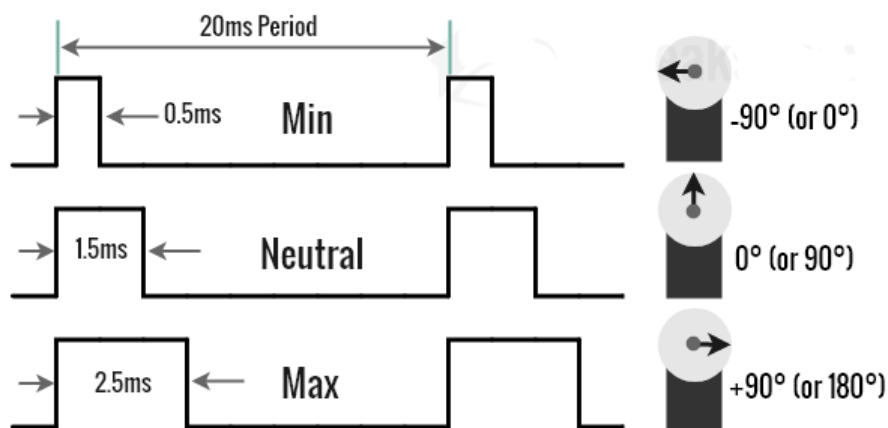 20ms Period
0.5ms
Min
-90° (or 0°)
1.5ms
Neutral
0° (or 90°)
2.5ms
Max
+90° (or 180°)